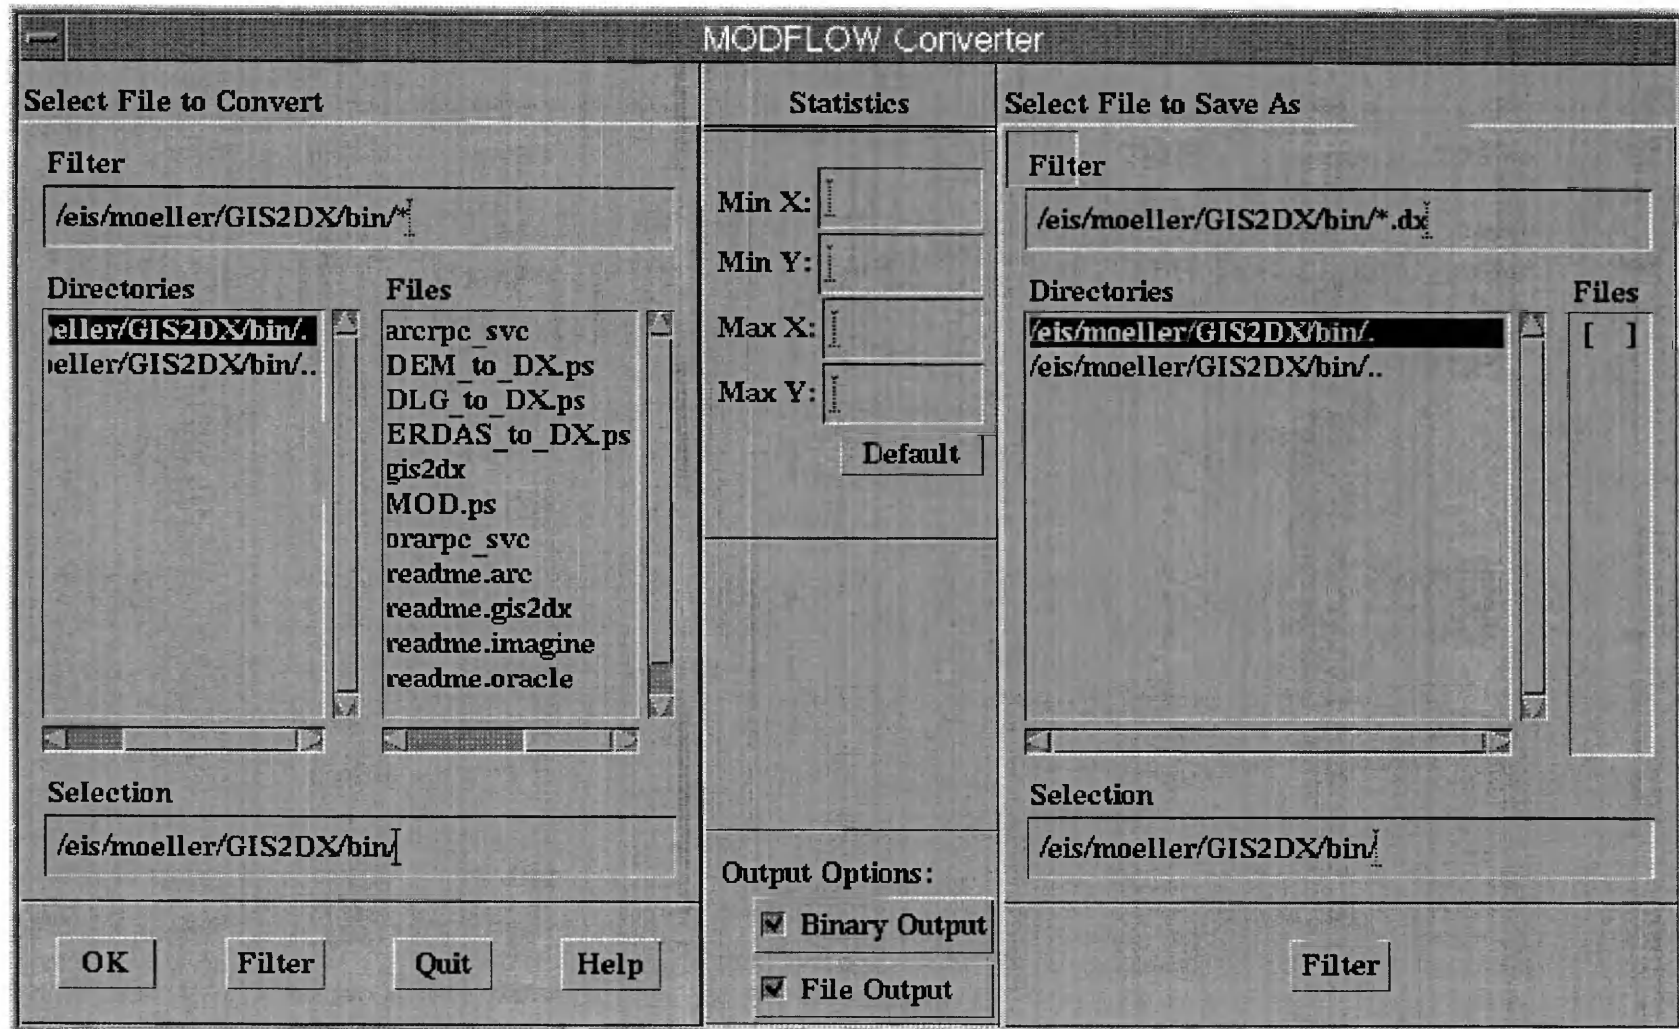 MODFLOW Converter
Select File to Convert
Filter
/eis/moeller/GIS2DX/bin/*
Directories
eller/GIS2DX/bin/.
eller/GIS2DX/bin/..
Files
arcrpc_svc
DEM_to_DX.ps
DLG_to_DX.ps
ERDAS_to_DX.ps
gis2dx
MOD.ps
orarpc_svc
readme.arc
readme.gis2dx
readme.imagine
readme.oracle
Selection
/eis/moeller/GIS2DX/bin/
OK
Filter
Quit
Help
Statistics
Min X:
Min Y:
Max X:
Max Y:
Default
Output Options:
Binary Output
File Output
Select File to Save As
Filter
/eis/moeller/GIS2DX/bin/*.dx
Directories
/eis/moeller/GIS2DX/bin/.
/eis/moeller/GIS2DX/bin/..
Files
[ ]
Selection
/eis/moeller/GIS2DX/bin/
Filter